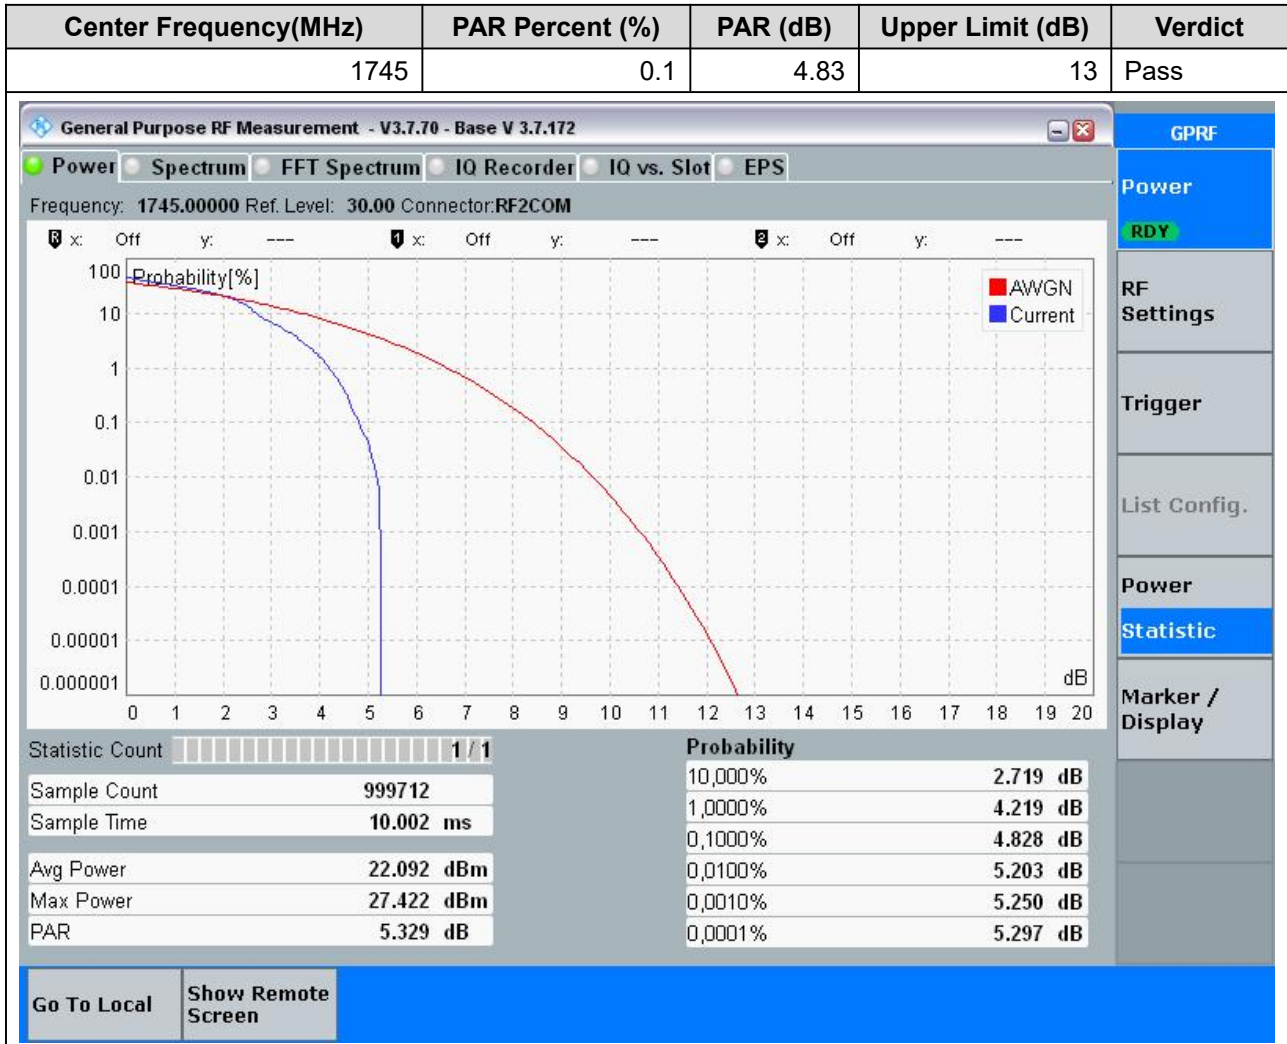 Center Frequency(MHz) PAR Percent (%) PAR (dB) Upper Limit (dB) Verdict
1745 0.1 4.83 13 Pass
General Purpose RF Measurement - V3.7.70 - Base V 3.7.172
GPRF
Power Spectrum FFT Spectrum IQ Recorder IQ vs. Slot EPS
Frequency: 1745.00000 Ref. Level: 30.00 Connector:RF2COM
R x: Off y: --- 1 x: Off y: --- 2 x: Off y: ---
Probability[%]
100
10
1
0.1
0.01
0.001
0.0001
0.00001
0.000001
AWGN
Current
dB
0 1 2 3 4 5 6 7 8 9 10 11 12 13 14 15 16 17 18 19 20
Statistic Count 1 / 1
Sample Count 999712
Sample Time 10.002 ms
Avg Power 22.092 dBm
Max Power 27.422 dBm
PAR 5.329 dB
Probability
10,000% 2.719 dB
1,0000% 4.219 dB
0,1000% 4.828 dB
0,0100% 5.203 dB
0,0010% 5.250 dB
0,0001% 5.297 dB
Power
RDY
RF
Settings
Trigger
List Config.
Power
Statistic
Marker /
Display
Go To Local
Show Remote
Screen